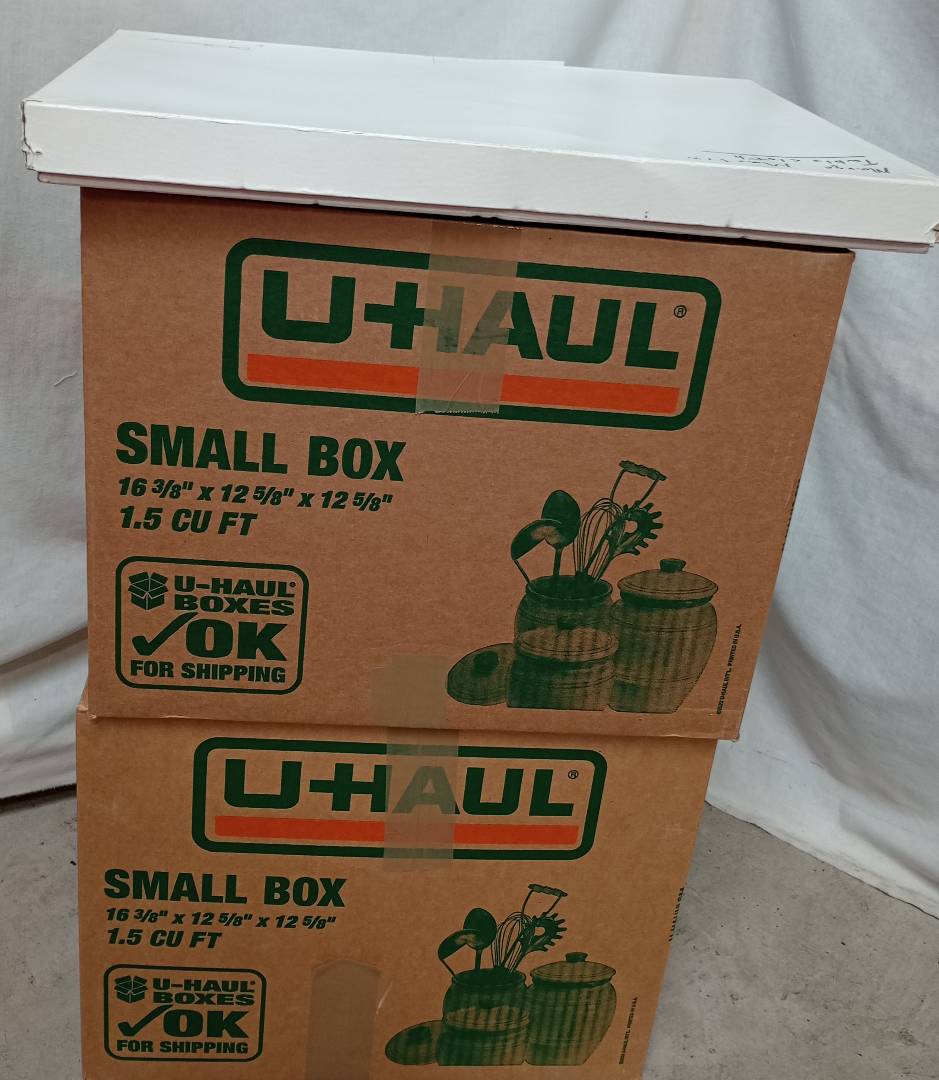 Table cloth
U-HAUL®
SMALL BOX
16 3/8" x 12 5/8" x 12 5/8"
1.5 CU FT
U-HAUL®
BOXES
✓OK
FOR SHIPPING
U-HAUL®
SMALL BOX
16 3/8" x 12 5/8" x 12 5/8"
1.5 CU FT
U-HAUL®
BOXES
✓OK
FOR SHIPPING